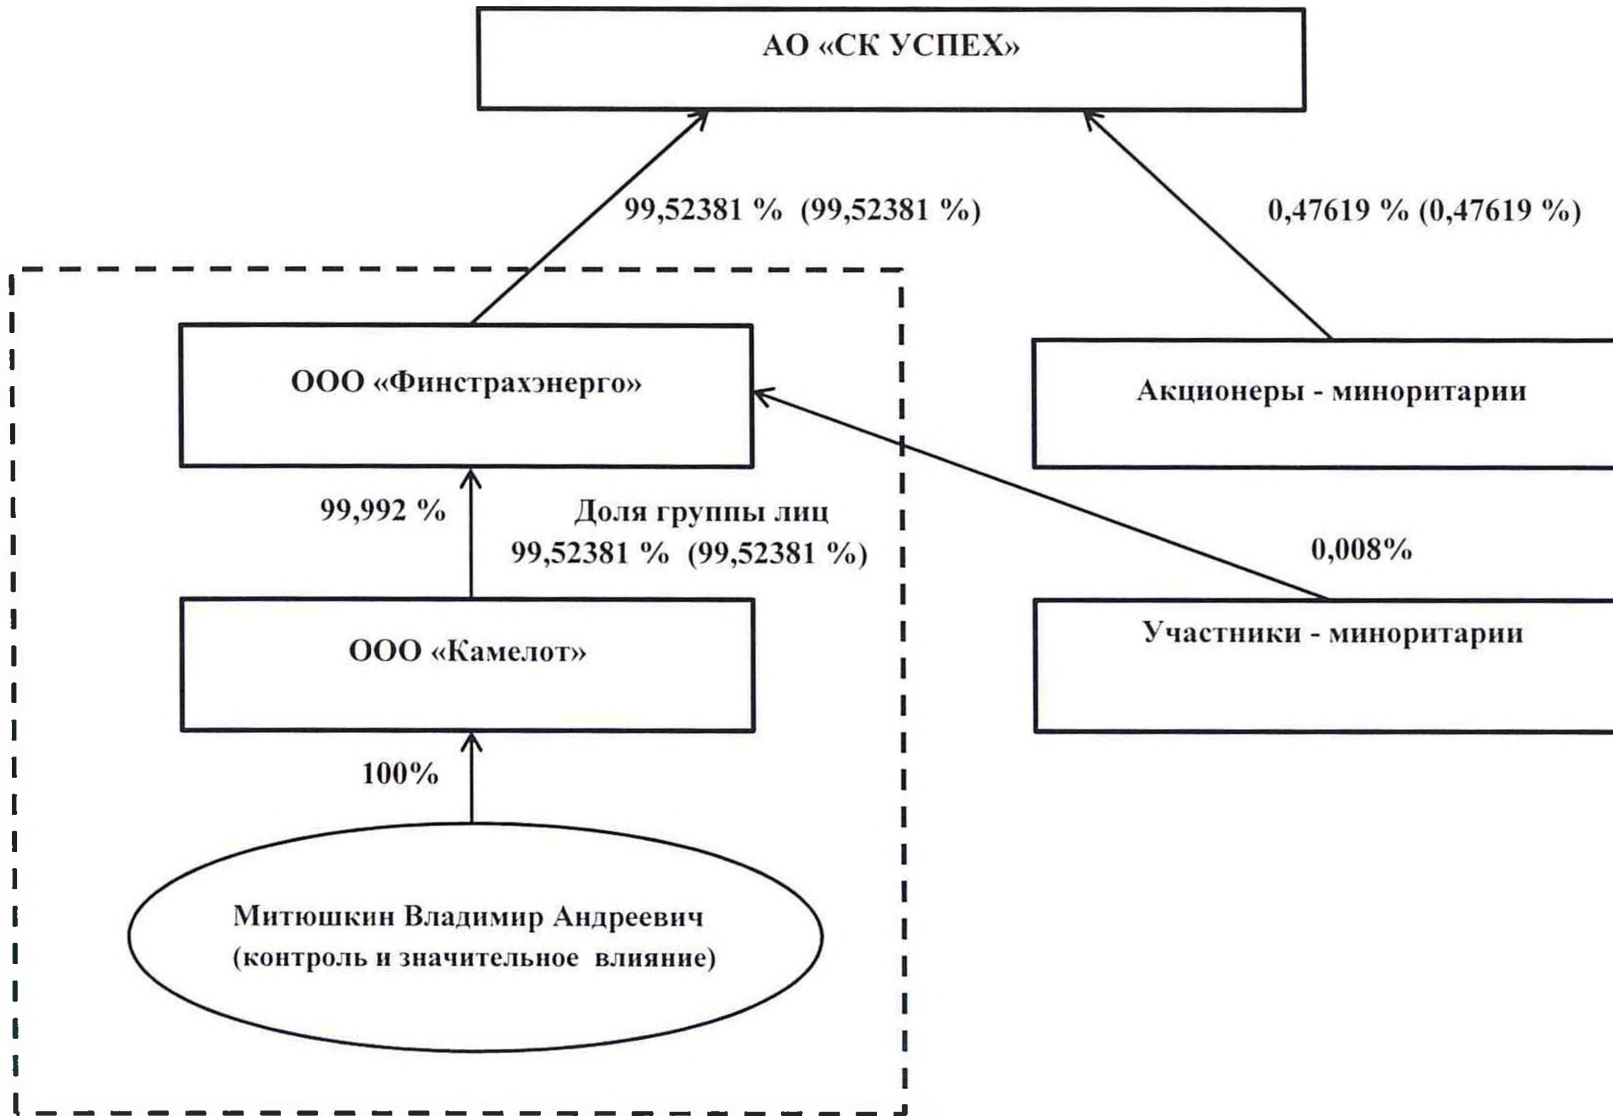 АО «СК УСПЕХ»
99,52381 % (99,52381 %)
0,47619 % (0,47619 %)
ООО «Финстрахэнерго»
Акционеры - миноритарии
99,992 %
Доля группы лиц
99,52381 % (99,52381 %)
0,008%
ООО «Камелот»
Участники - миноритарии
100%
Митюшкин Владимир Андреевич
(контроль и значительное влияние)